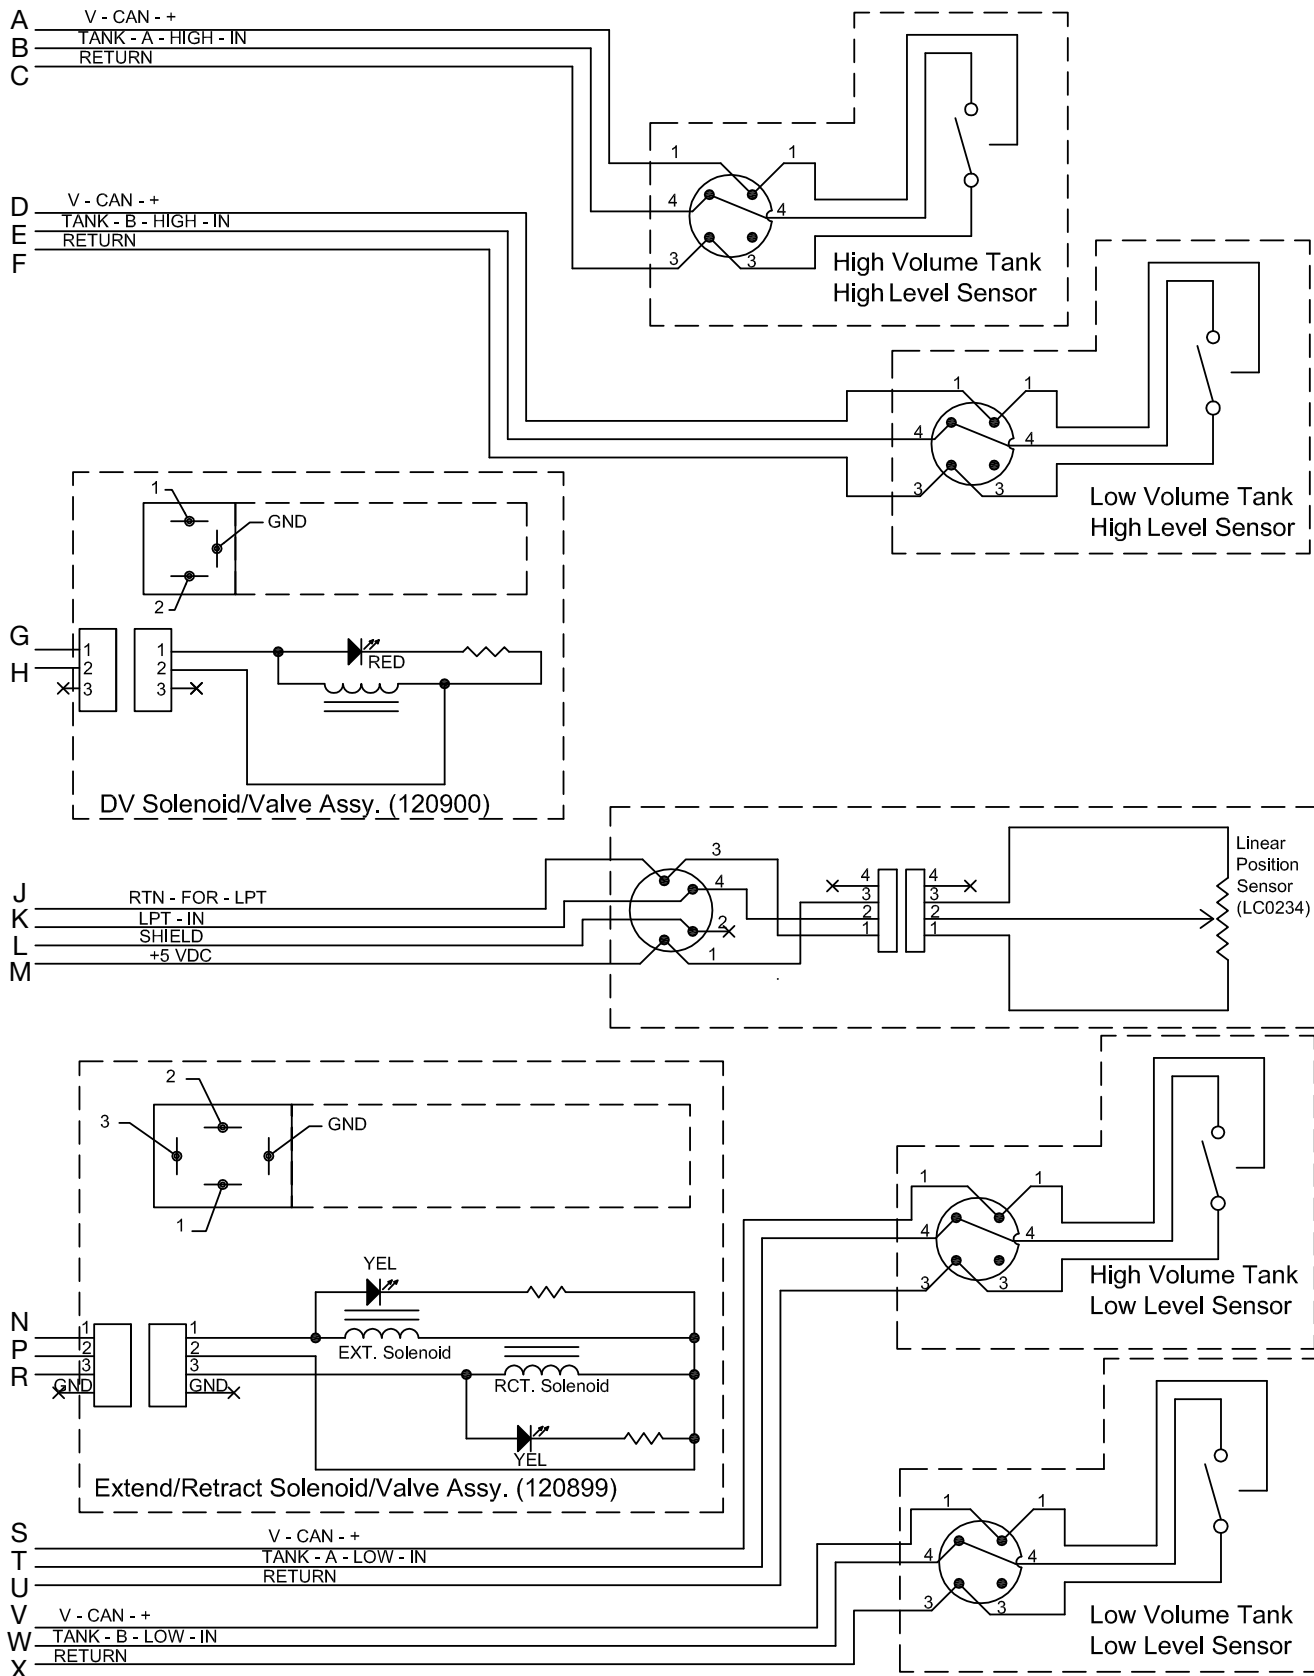 A V - CAN - +
B TANK - A - HIGH - IN
C RETURN
1 1
4 4
3 3
High Volume Tank
High Level Sensor
D V - CAN - +
E TANK - B - HIGH - IN
F RETURN
1 1
4 4
3 3
Low Volume Tank
High Level Sensor
1
GND
2
G 1 1
H 2 2
3 3
RED
DV Solenoid/Valve Assy. (120900)
J RTN - FOR - LPT
K LPT - IN
L SHIELD
M +5 VDC
3
4
2
1
4 4
3 3
2 2
1 1
Linear
Position
Sensor
(LC0234)
2
3 GND
1
YEL
N 1 1
P 2 2
R 3 3
GND GND
EXT. Solenoid
RCT. Solenoid
YEL
Extend/Retract Solenoid/Valve Assy. (120899)
1 1
4 4
3 3
High Volume Tank
Low Level Sensor
S V - CAN - +
T TANK - A - LOW - IN
U RETURN
V V - CAN - +
W TANK - B - LOW - IN
X RETURN
1 1
4 4
3 3
Low Volume Tank
Low Level Sensor